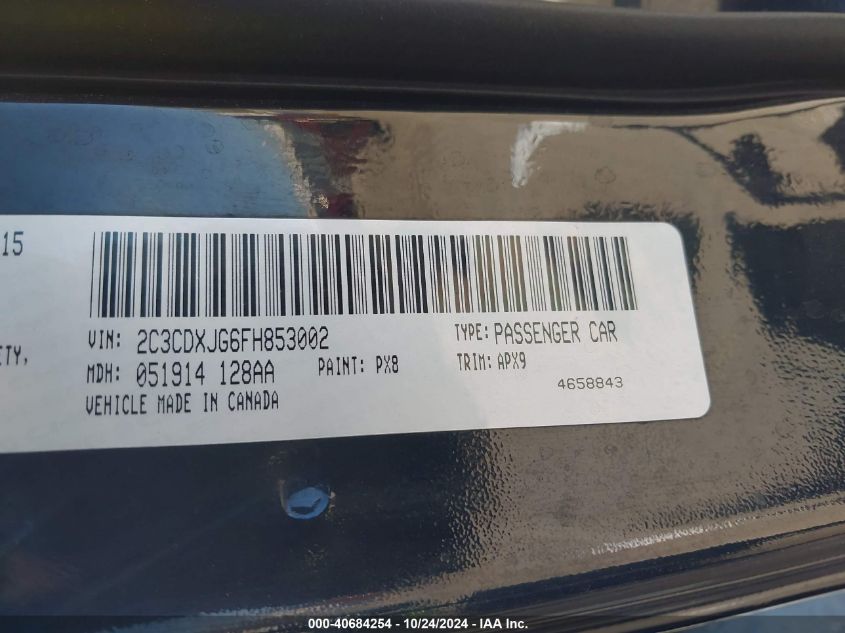 15
VIN: 2C3CDXJG6FH853002 TYPE: PASSENGER CAR
ETY,
MDH: 051914 128AA PAINT: PX8 TRIM: APX9
4658843
VEHICLE MADE IN CANADA
000-40684254 - 10/24/2024 - IAA Inc.